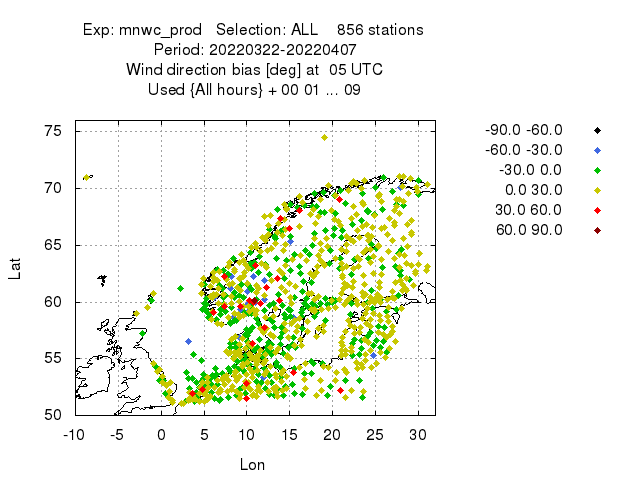 Exp: mnwc_prod   Selection: ALL    856 stations
Period: 20220322-20220407
Wind direction bias [deg] at  05 UTC
Used {All hours} + 00 01 ... 09
-90.0 -60.0
-60.0 -30.0
-30.0 0.0
0.0 30.0
30.0 60.0
60.0 90.0
75
70
65
60
55
50
Lat
-10 -5 0 5 10 15 20 25 30
Lon